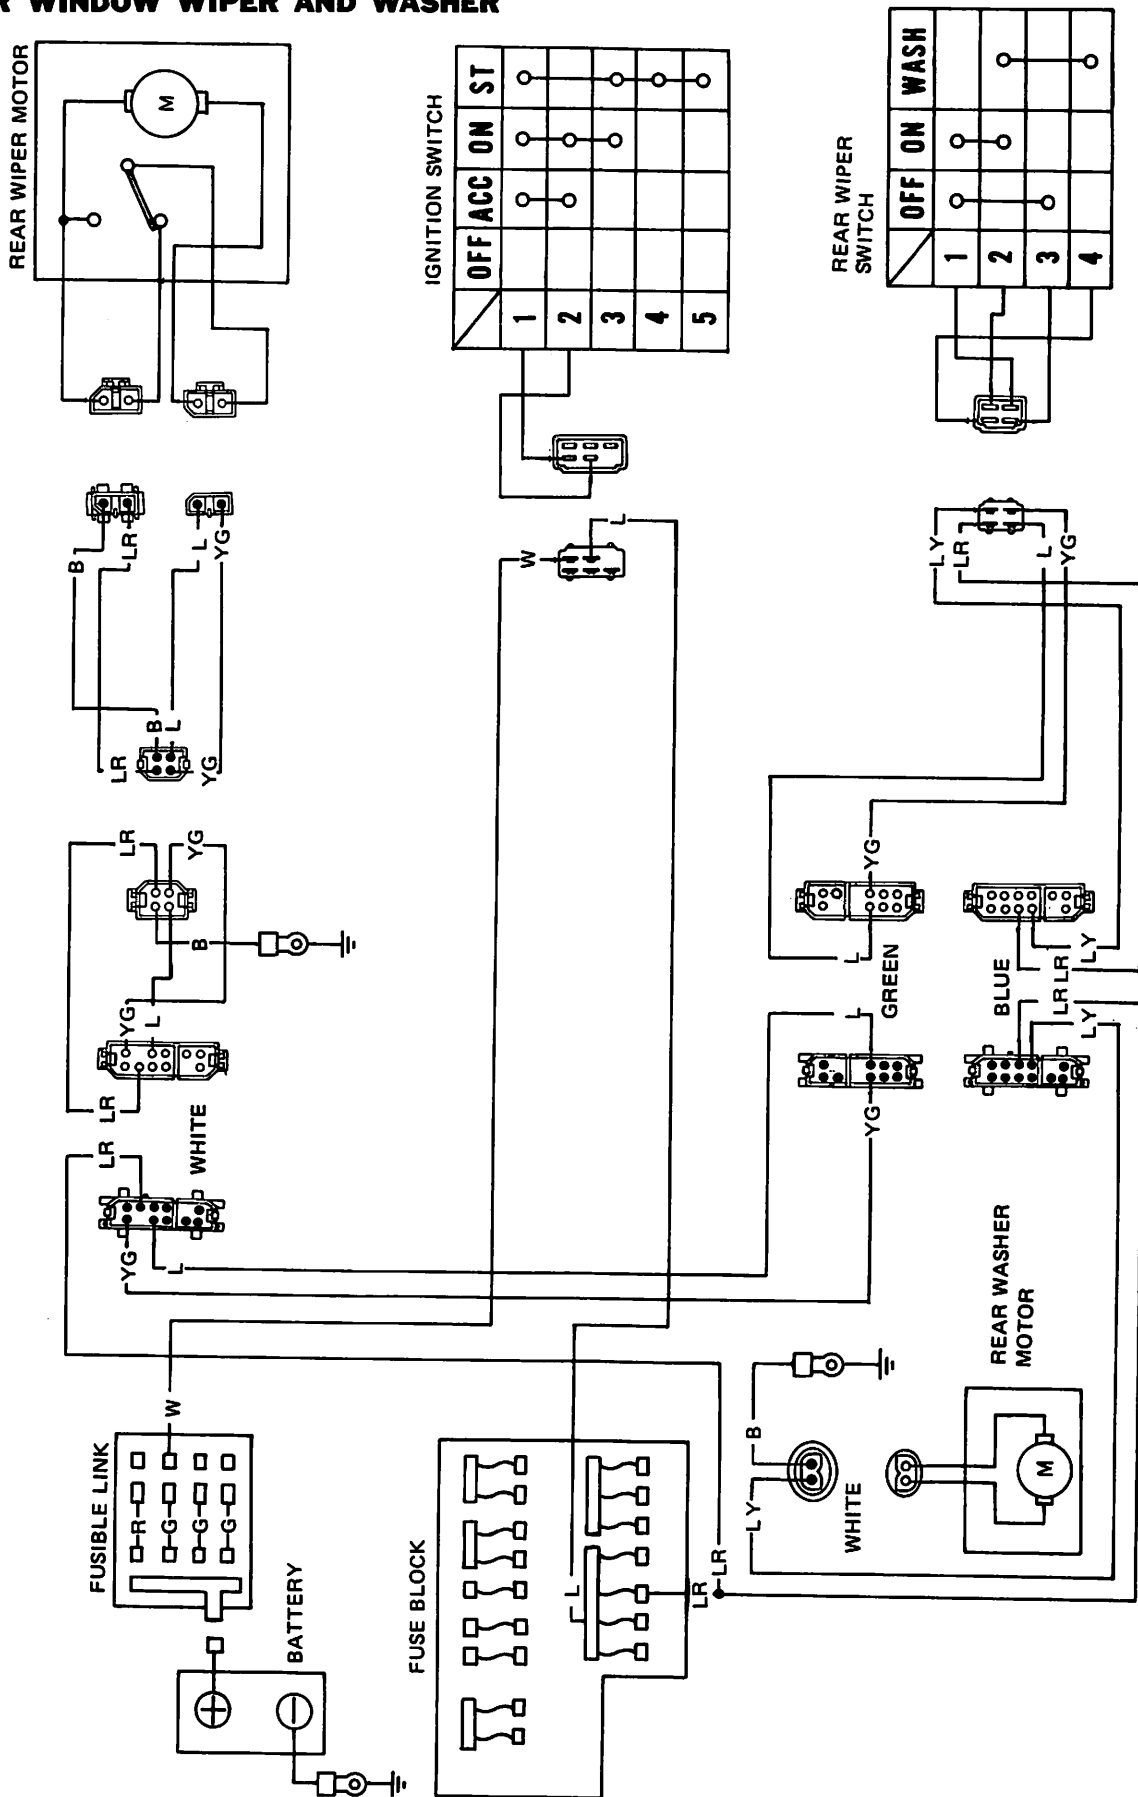 R WINDOW WIPER AND WASHER
REAR WIPER MOTOR
M
B
LR
L
YG
B
L
LR
YG
LR
YG
B
YG
L
LR
WHITE
LR
YG
L
W
FUSIBLE LINK
R
G
G
G
BATTERY
IGNITION SWITCH
OFF ACC ON ST
1
2
3
4
5
W
L
FUSE BLOCK
L
LR
LR
REAR WIPER
SWITCH
OFF ON WASH
1
2
3
4
LY
LR
L
YG
YG
L
GREEN
L
YG
BLUE
LR
LY
LR
LY
B
LY
WHITE
REAR WASHER
MOTOR
M